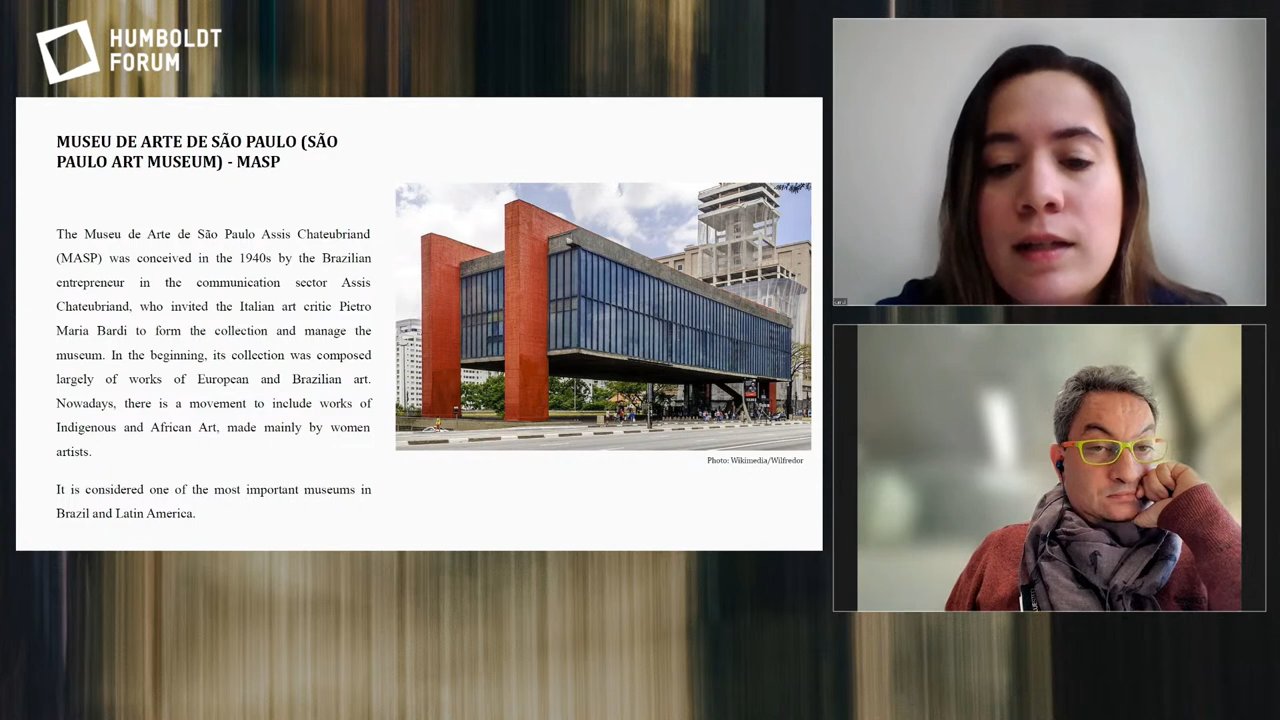 HUMBOLDT
FORUM
MUSEU DE ARTE DE SÃO PAULO (SÃO
PAULO ART MUSEUM) - MASP
The Museu de Arte de São Paulo Assis Chateubriand
(MASP) was conceived in the 1940s by the Brazilian
entrepreneur in the communication sector Assis
Chateubriand, who invited the Italian art critic Pietro
Maria Bardi to form the collection and manage the
museum. In the beginning, its collection was composed
largely of works of European and Brazilian art.
Nowadays, there is a movement to include works of
Indigenous and African Art, made mainly by women
artists.
It is considered one of the most important museums in
Brazil and Latin America.
Photo: Wikimedia/Wilfredor